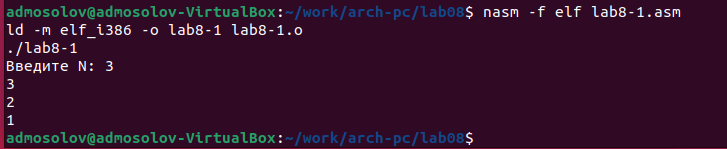 admosolov@admosolov-VirtualBox:~/work/arch-pc/lab08$ nasm -f elf lab8-1.asm
ld -m elf_i386 -o lab8-1 lab8-1.o
./lab8-1
Введите N: 3
3
2
1
admosolov@admosolov-VirtualBox:~/work/arch-pc/lab08$